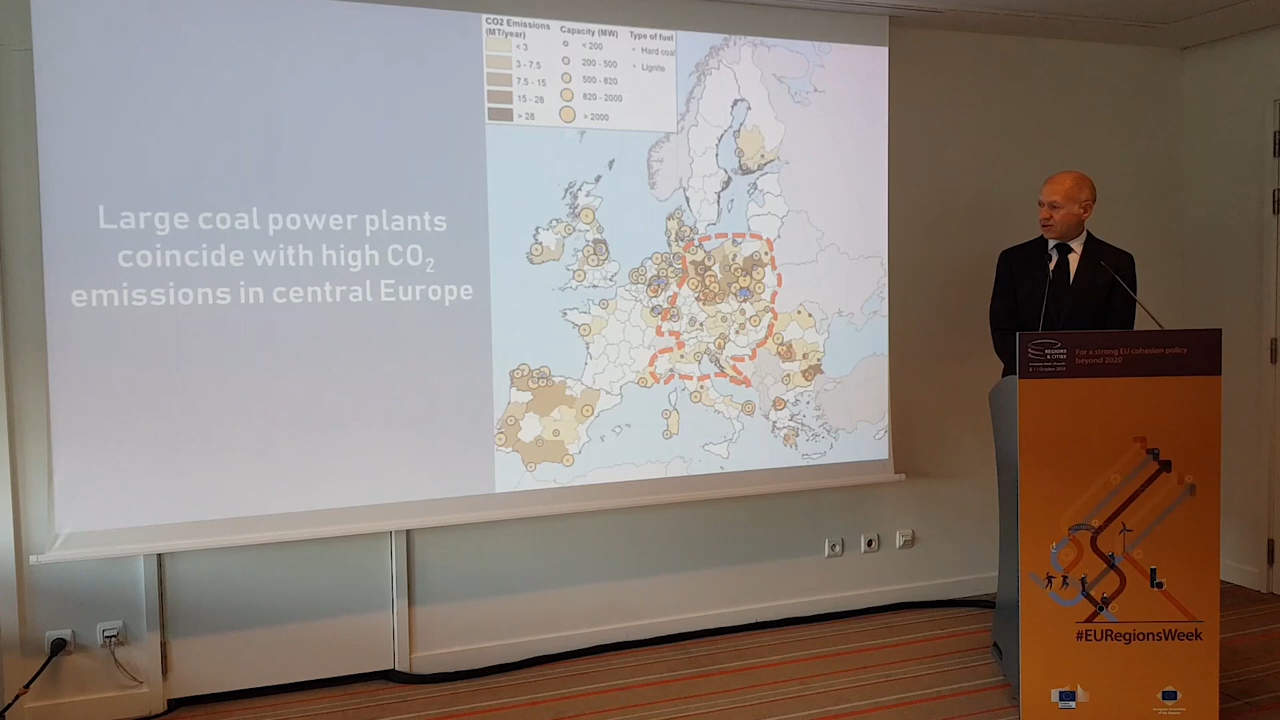 Large coal power plants
coincide with high CO₂
emissions in central Europe
CO2 Emissions
(MT/year)
< 3
3 - 7.5
7.5 - 15
15 - 28
> 28
Capacity (MW)
< 200
200 - 500
500 - 820
820 - 2000
> 2000
Type of fuel
Hard coal
Lignite
REGIONS
& CITIES
For a strong EU cohesion policy
beyond 2020
#EURegionsWeek